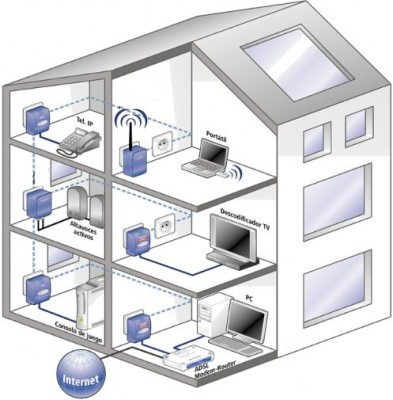 Tel. IP
Portátil
Altavoces
activos
Descodificador TV
PC
Consola de juego
ADSL
Modem-Router
Internet